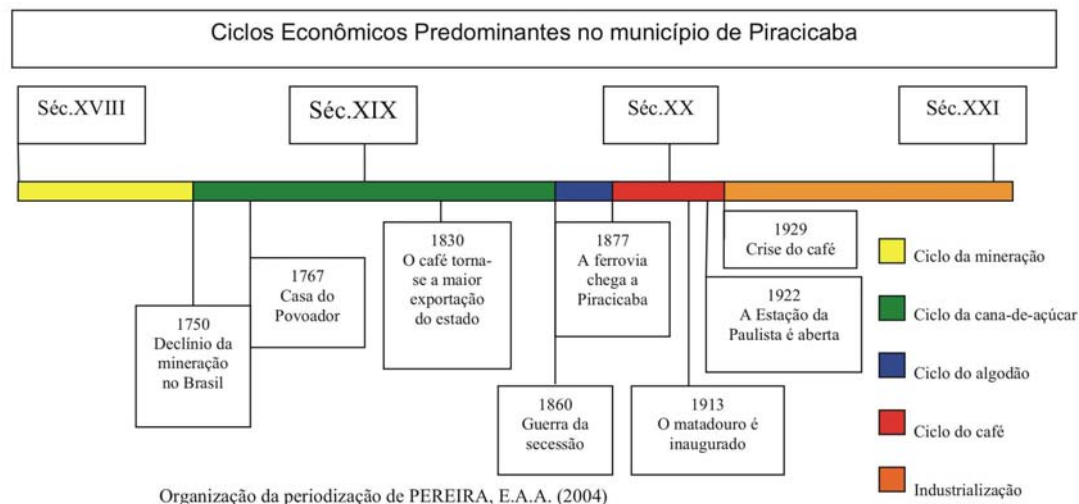 Ciclos Econômicos Predominantes no município de Piracicaba
Séc.XVIII
Séc.XIX
Séc.XX
Séc.XXI
1750
Declínio da
mineração
no Brasil
1767
Casa do
Povoador
1830
O café torna-
se a maior
exportação
do estado
1860
Guerra da
secessão
1877
A ferrovia
chega a
Piracicaba
1913
O matadouro é
inaugurado
1922
A Estação da
Paulista é aberta
1929
Crise do café
Ciclo da mineração
Ciclo da cana-de-açúcar
Ciclo do algodão
Ciclo do café
Industrialização
Organização da periodização de PEREIRA, E.A.A. (2004)